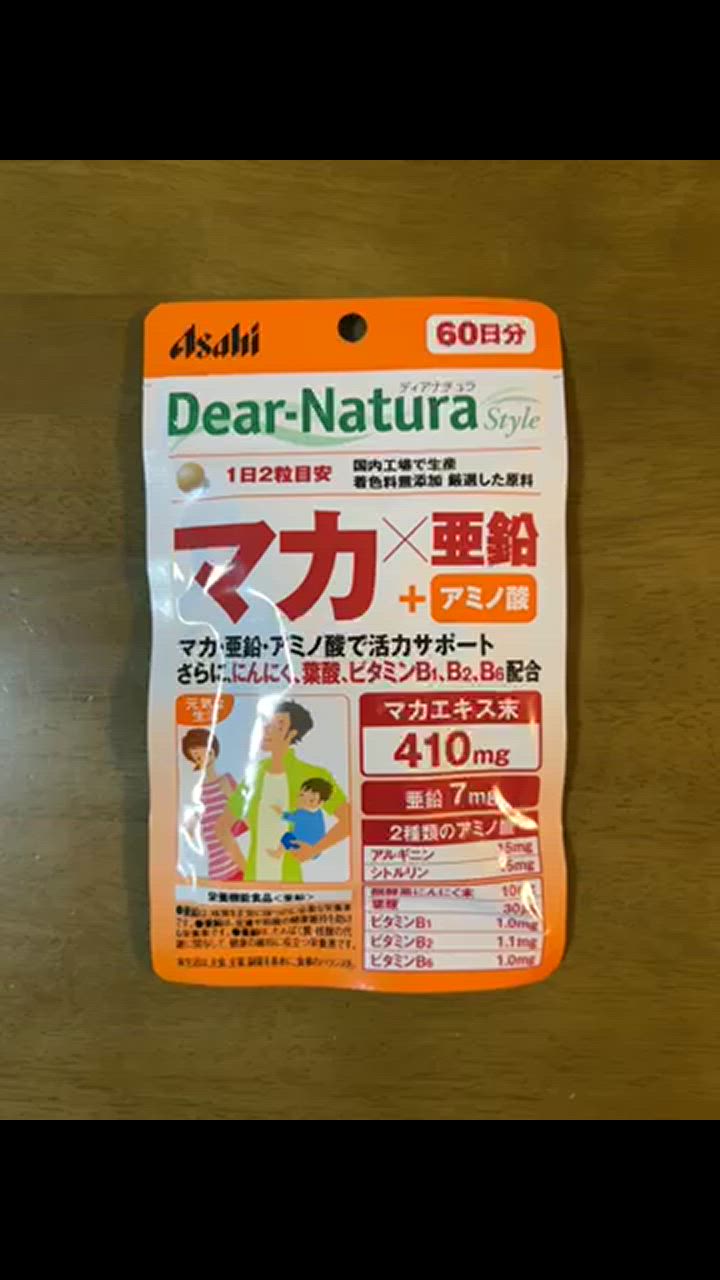 Asahi
60日分
ディアナチュラ
Dear-Natura Style
1日2粒目安
国内工場で生産
着色料無添加 厳選した原料
マカ×亜鉛
+アミノ酸
マカ・亜鉛・アミノ酸で活力サポート
さらに、にんにく、葉酸、ビタミンB1、B2、B6配合
元気な
マカエキス末
410mg
亜鉛 7mg
2種類のアミノ酸
アルギニン
シトルリン
葉酸
ビタミンB1 1.0mg
ビタミンB2 1.1mg
ビタミンB6 1.0mg
栄養機能食品<亜鉛>